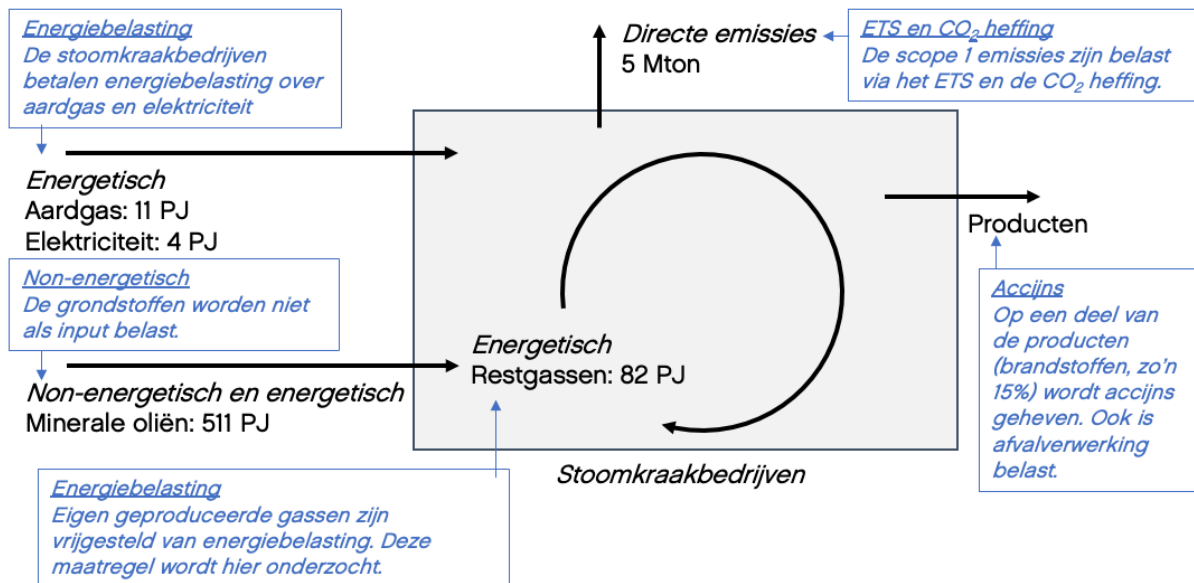 Energiebelasting
De stoomkraakbedrijven
betalen energiebelasting over
aardgas en elektriciteit
Directe emissies
5 Mton
ETS en CO₂ heffing
De scope 1 emissies zijn belast
via het ETS en de CO₂ heffing.
Energetisch
Aardgas: 11 PJ
Elektriciteit: 4 PJ
Producten
Non-energetisch
De grondstoffen worden niet
als input belast.
Accijns
Op een deel van
de producten
(brandstoffen, zo'n
15%) wordt accijns
geheven. Ook is
afvalverwerking
belast.
Energetisch
Restgassen: 82 PJ
Non-energetisch en energetisch
Minerale oliën: 511 PJ
Stoomkraakbedrijven
Energiebelasting
Eigen geproduceerde gassen zijn
vrijgesteld van energiebelasting. Deze
maatregel wordt hier onderzocht.